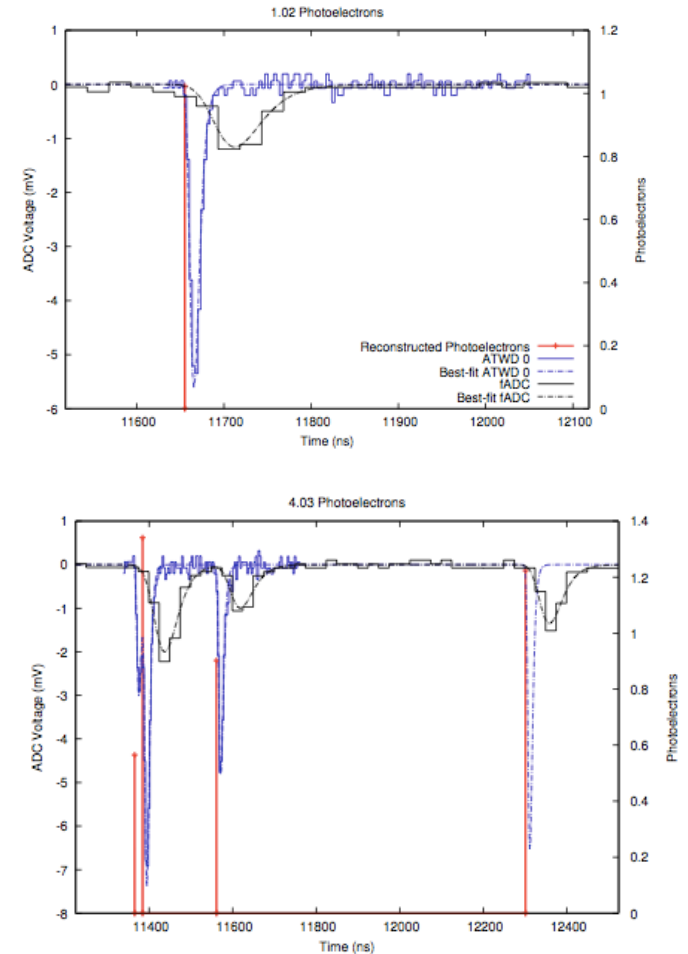 1.02 Photoelectrons
1 1.2
0 1
-1 0.8
-2
-3 0.6
-4 0.4
-5 0.2
-6 0
ADC Voltage (mV)
Photoelectrons
Reconstructed Photoelectrons
ATWD 0
Best-fit ATWD 0
fADC
Best-fit fADC
11600 11700 11800 11900 12000 12100
Time (ns)
4.03 Photoelectrons
1 1.4
0 1.2
-1 1
-2
-3 0.8
-4 0.6
-5 0.4
-6
-7 0.2
-8 0
ADC Voltage (mV)
Photoelectrons
11400 11600 11800 12000 12200 12400
Time (ns)